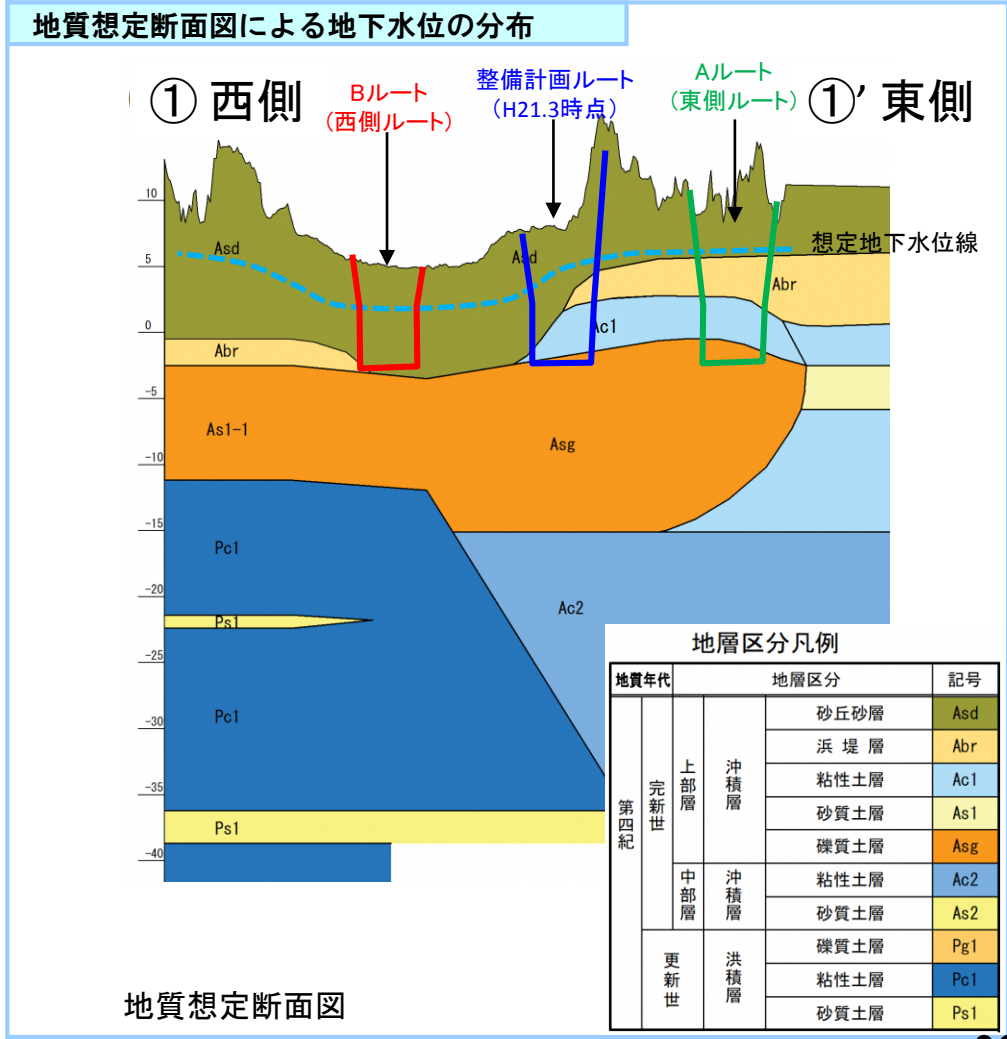 地質想定断面図による地下水位の分布
① 西側
Bルート
（西側ルート）
整備計画ルート
（H21.3時点）
Aルート
（東側ルート）
①’ 東側
10
5
0
-5
-10
-15
-20
-25
-30
-35
-40
想定地下水位線
Asd
Asd
Abr
Abr
Ac1
As1-1
Asg
Pc1
Ps1
Ac2
Pc1
Ps1
地層区分凡例
地質年代 地層区分 記号
第四紀 完新世 上部層 沖積層 砂丘砂層 Asd
浜堤層 Abr
粘性土層 Ac1
砂質土層 As1
礫質土層 Asg
中部層 沖積層 粘性土層 Ac2
砂質土層 As2
更新世 洪積層 礫質土層 Pg1
粘性土層 Pc1
砂質土層 Ps1
地質想定断面図